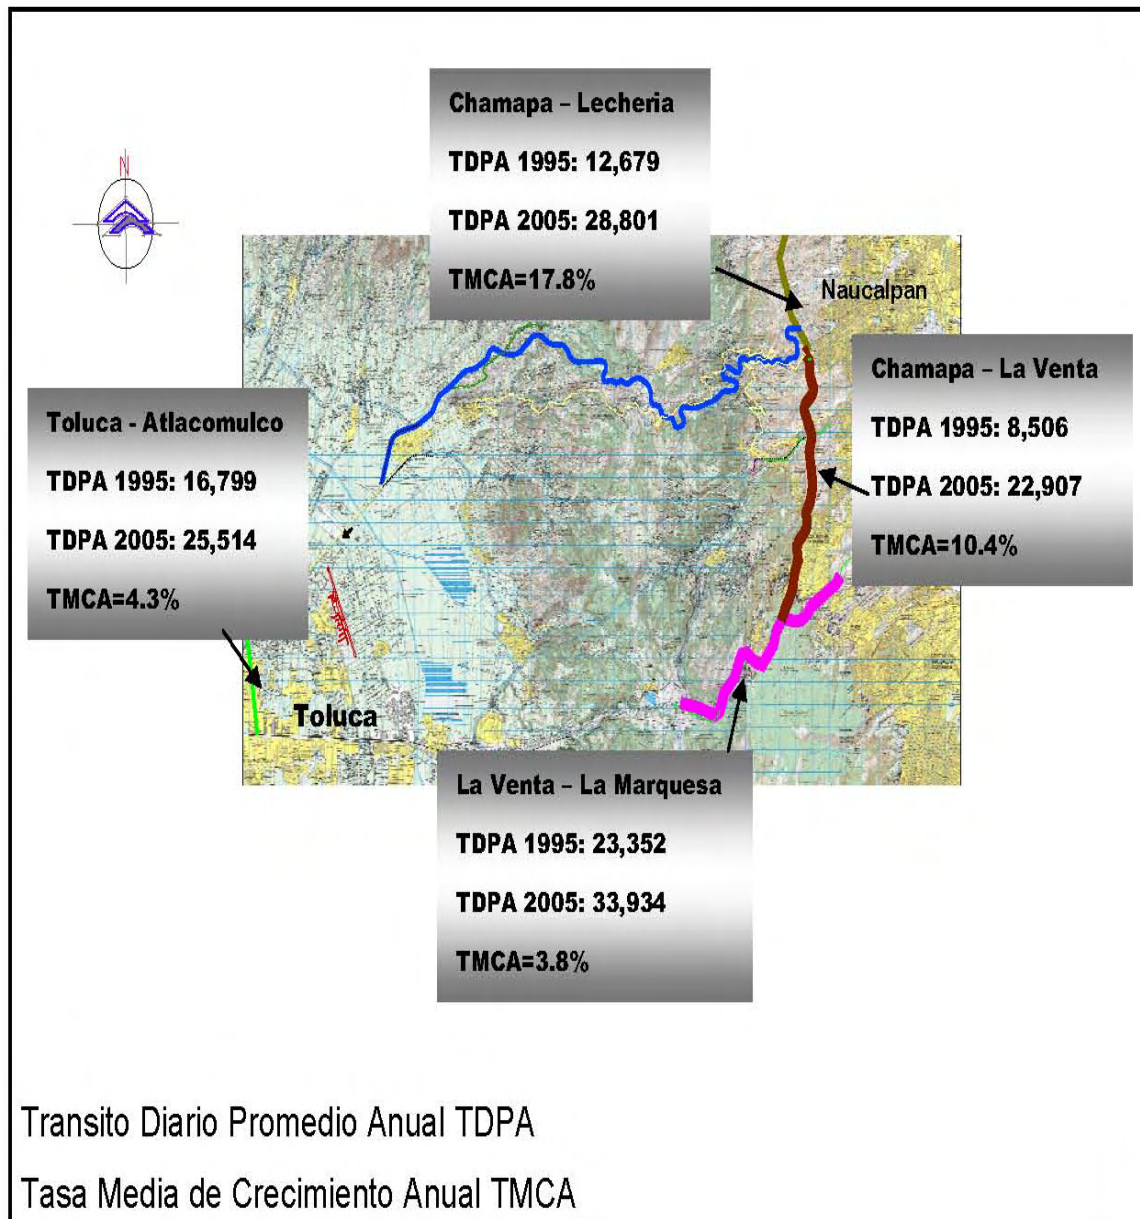 N
Chamapa – Lecheria
TDPA 1995: 12,679
TDPA 2005: 28,801
TMCA=17.8%
Naucalpan
Chamapa – La Venta
TDPA 1995: 8,506
TDPA 2005: 22,907
TMCA=10.4%
Toluca - Atlacomulco
TDPA 1995: 16,799
TDPA 2005: 25,514
TMCA=4.3%
Toluca
La Venta – La Marquesa
TDPA 1995: 23,352
TDPA 2005: 33,934
TMCA=3.8%
Transito Diario Promedio Anual TDPA
Tasa Media de Crecimiento Anual TMCA